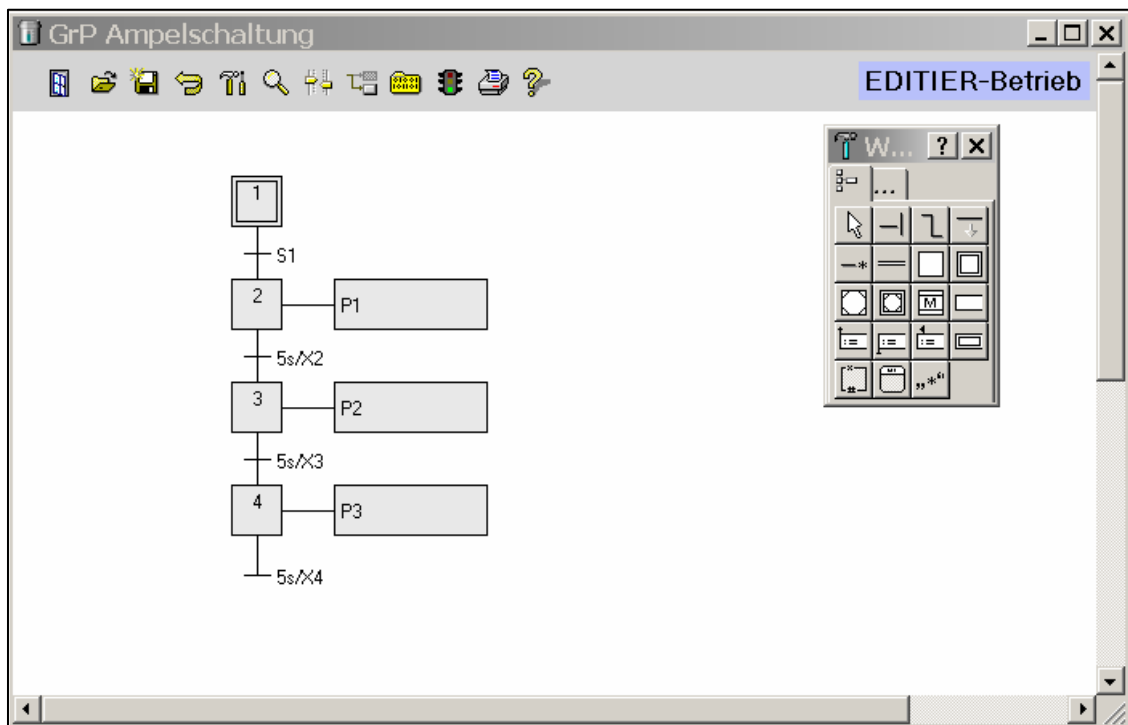 GrP Ampelschaltung
EDITIER-Betrieb
W...
...
1
S1
2
P1
5s/X2
3
P2
5s/X3
4
P3
5s/X4
M
:=
:=
:=
„*“